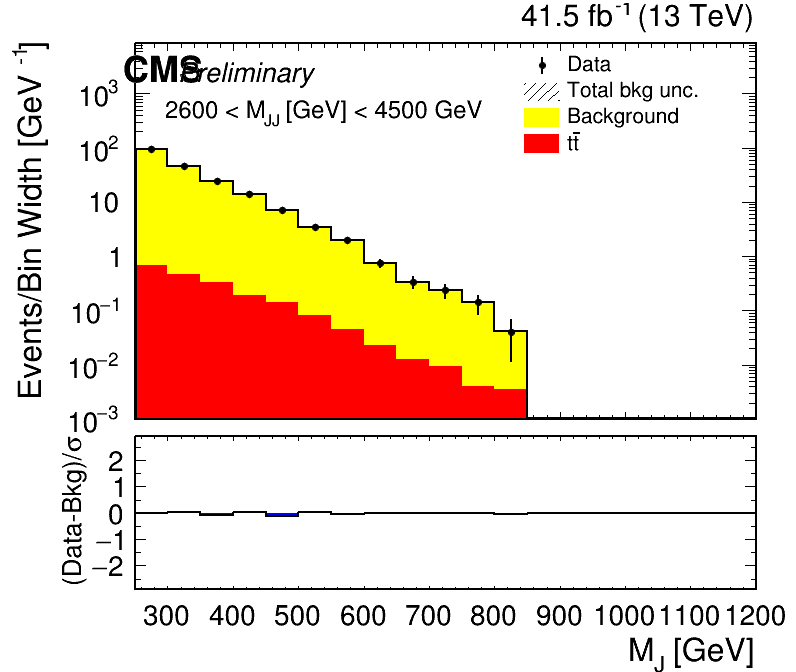 41.5 fb⁻¹ (13 TeV)
CMS Preliminary
2600 < M_JJ [GeV] < 4500 GeV
Data
Total bkg unc.
Background
tt̄
Events/Bin Width [GeV⁻¹]
10³
10²
10
1
10⁻¹
10⁻²
10⁻³
(Data-Bkg)/σ
2
1
0
−1
−2
300 400 500 600 700 800 900 1000 1100 1200
M_J [GeV]